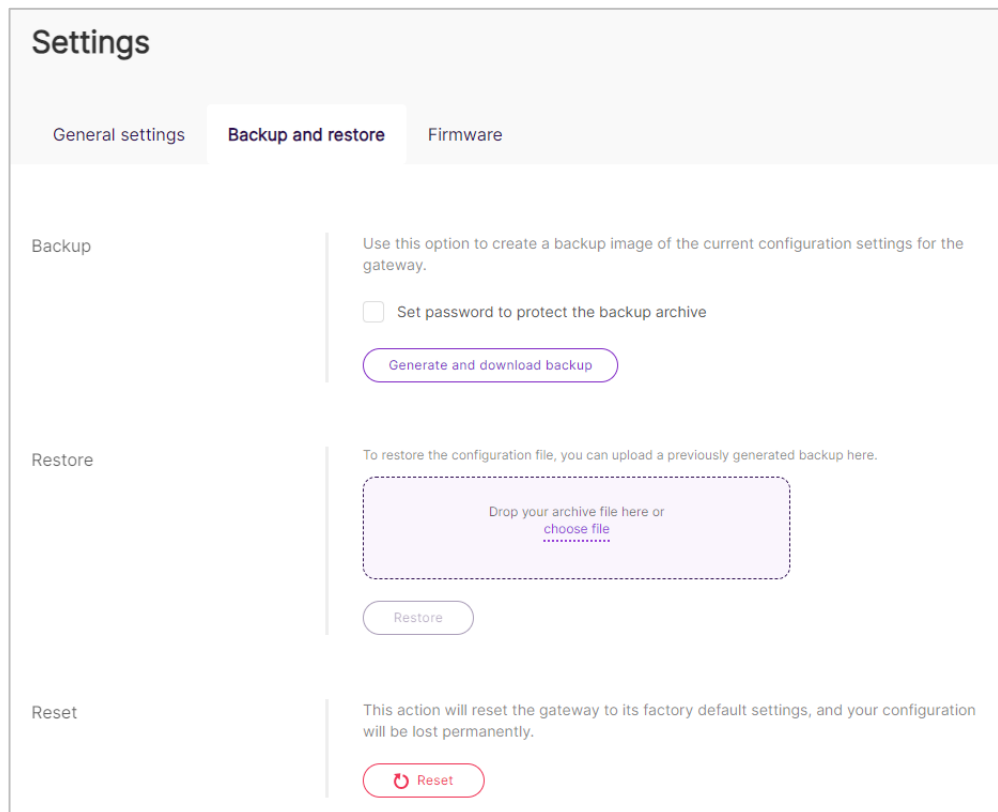 Settings
General settings
Backup and restore
Firmware
Backup
Use this option to create a backup image of the current configuration settings for the
gateway.
Set password to protect the backup archive
Generate and download backup
Restore
To restore the configuration file, you can upload a previously generated backup here.
Drop your archive file here or
choose file
Restore
Reset
This action will reset the gateway to its factory default settings, and your configuration
will be lost permanently.
Reset